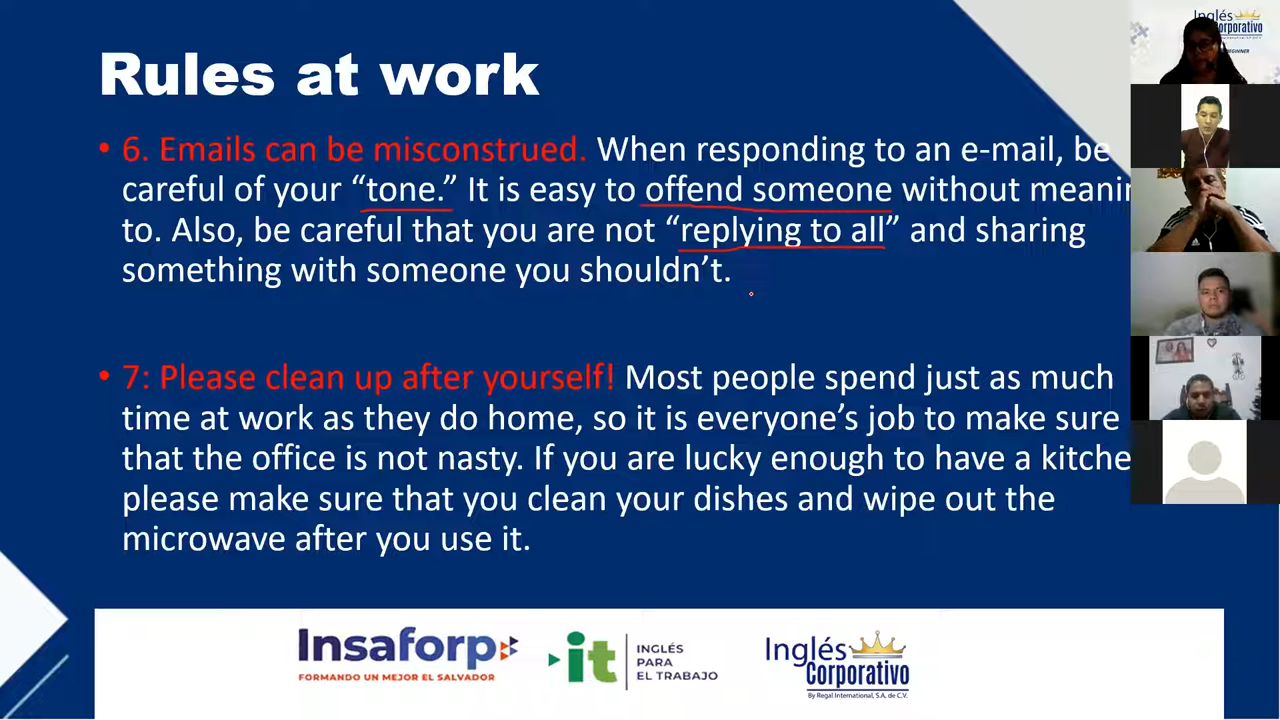 Rules at work
• 6. Emails can be misconstrued. When responding to an e-mail, be
careful of your “tone.” It is easy to offend someone without
to. Also, be careful that you are not “replying to all” and sharing
something with someone you shouldn’t.
• 7: Please clean up after yourself! Most people spend just as much
time at work as they do home, so it is everyone’s job to make sure
that the office is not nasty. If you are lucky enough to have a
please make sure that you clean your dishes and wipe out the
microwave after you use it.
Insaforp
FORMANDO UN MEJOR EL SALVADOR
it
INGLÉS
PARA
EL TRABAJO
Inglés
Corporativo
By Regal International, S.A. de C.V.
Inglés